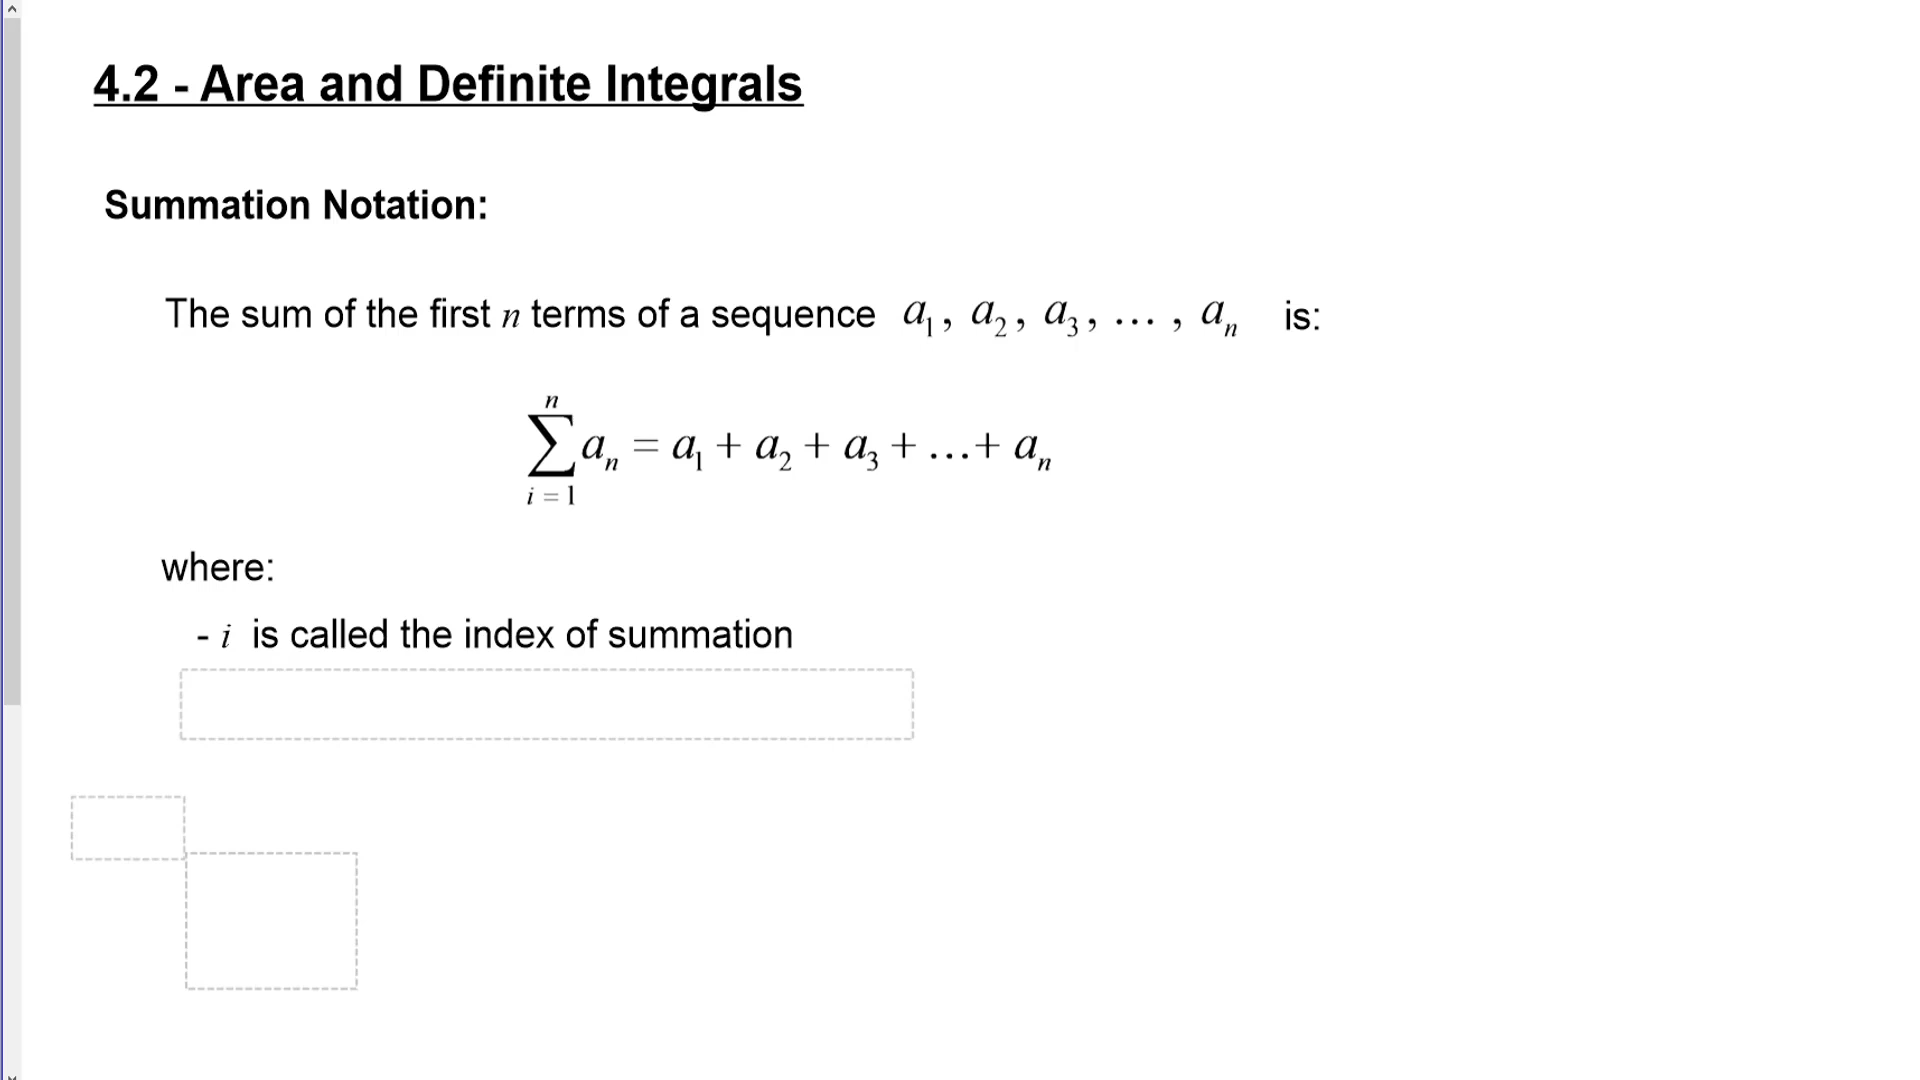 4.2 - Area and Definite Integrals
Summation Notation:
The sum of the first n terms of a sequence a₁, a₂, a₃, … , aₙ is:
∑_{i = 1}^{n} aₙ = a₁ + a₂ + a₃ + …+ aₙ
where:
- i is called the index of summation